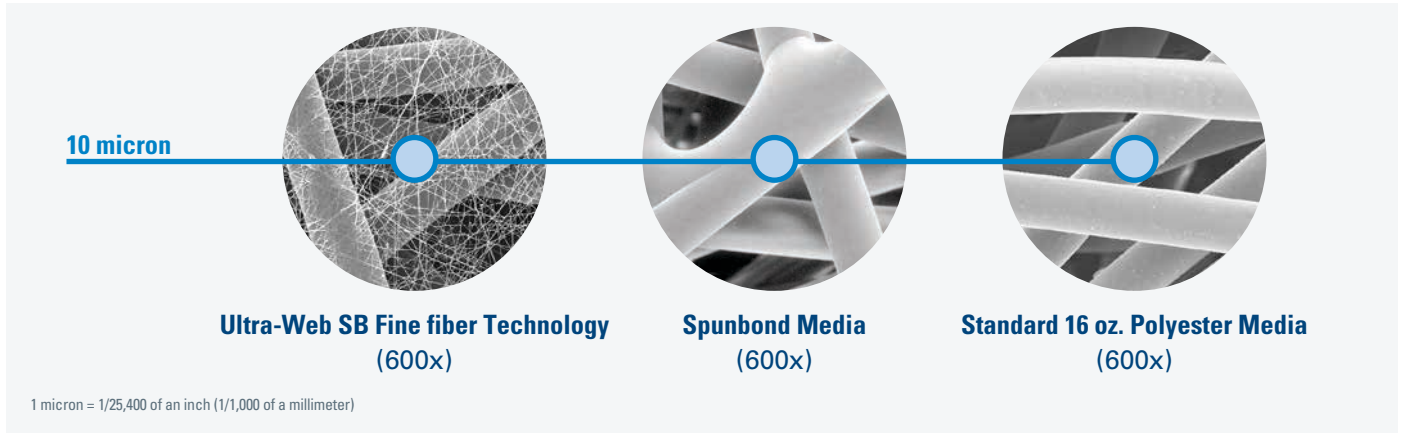 10 micron
Ultra-Web SB Fine fiber Technology
(600x)
Spunbond Media
(600x)
Standard 16 oz. Polyester Media
(600x)
1 micron = 1/25,400 of an inch (1/1,000 of a millimeter)